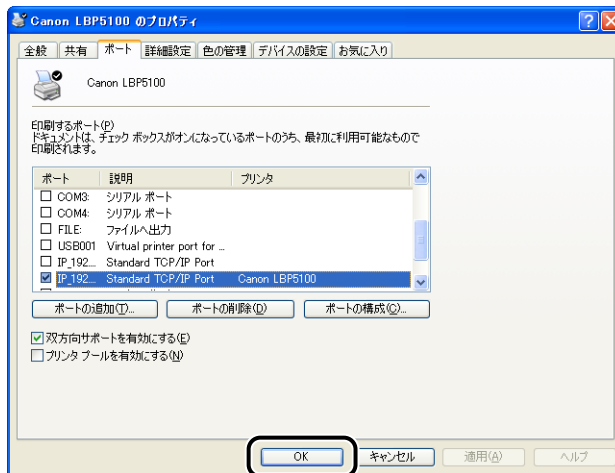 Canon LBP5100 のプロパティ
全般 共有 ポート 詳細設定 色の管理 デバイスの設定 お気に入り
Canon LBP5100
印刷するポート(P)
ドキュメントは、チェック ボックスがオンになっているポートのうち、最初に利用可能なもので
印刷されます。
ポート 説明 プリンタ
COM3: シリアル ポート
COM4: シリアル ポート
FILE: ファイルへ出力
USB001 Virtual printer port for ...
IP_192... Standard TCP/IP Port
IP_192... Standard TCP/IP Port Canon LBP5100
ポートの追加(T)... ポートの削除(D) ポートの構成(C)...
双方向サポートを有効にする(E)
プリンタ プールを有効にする(N)
OK キャンセル 適用(A) ヘルプ